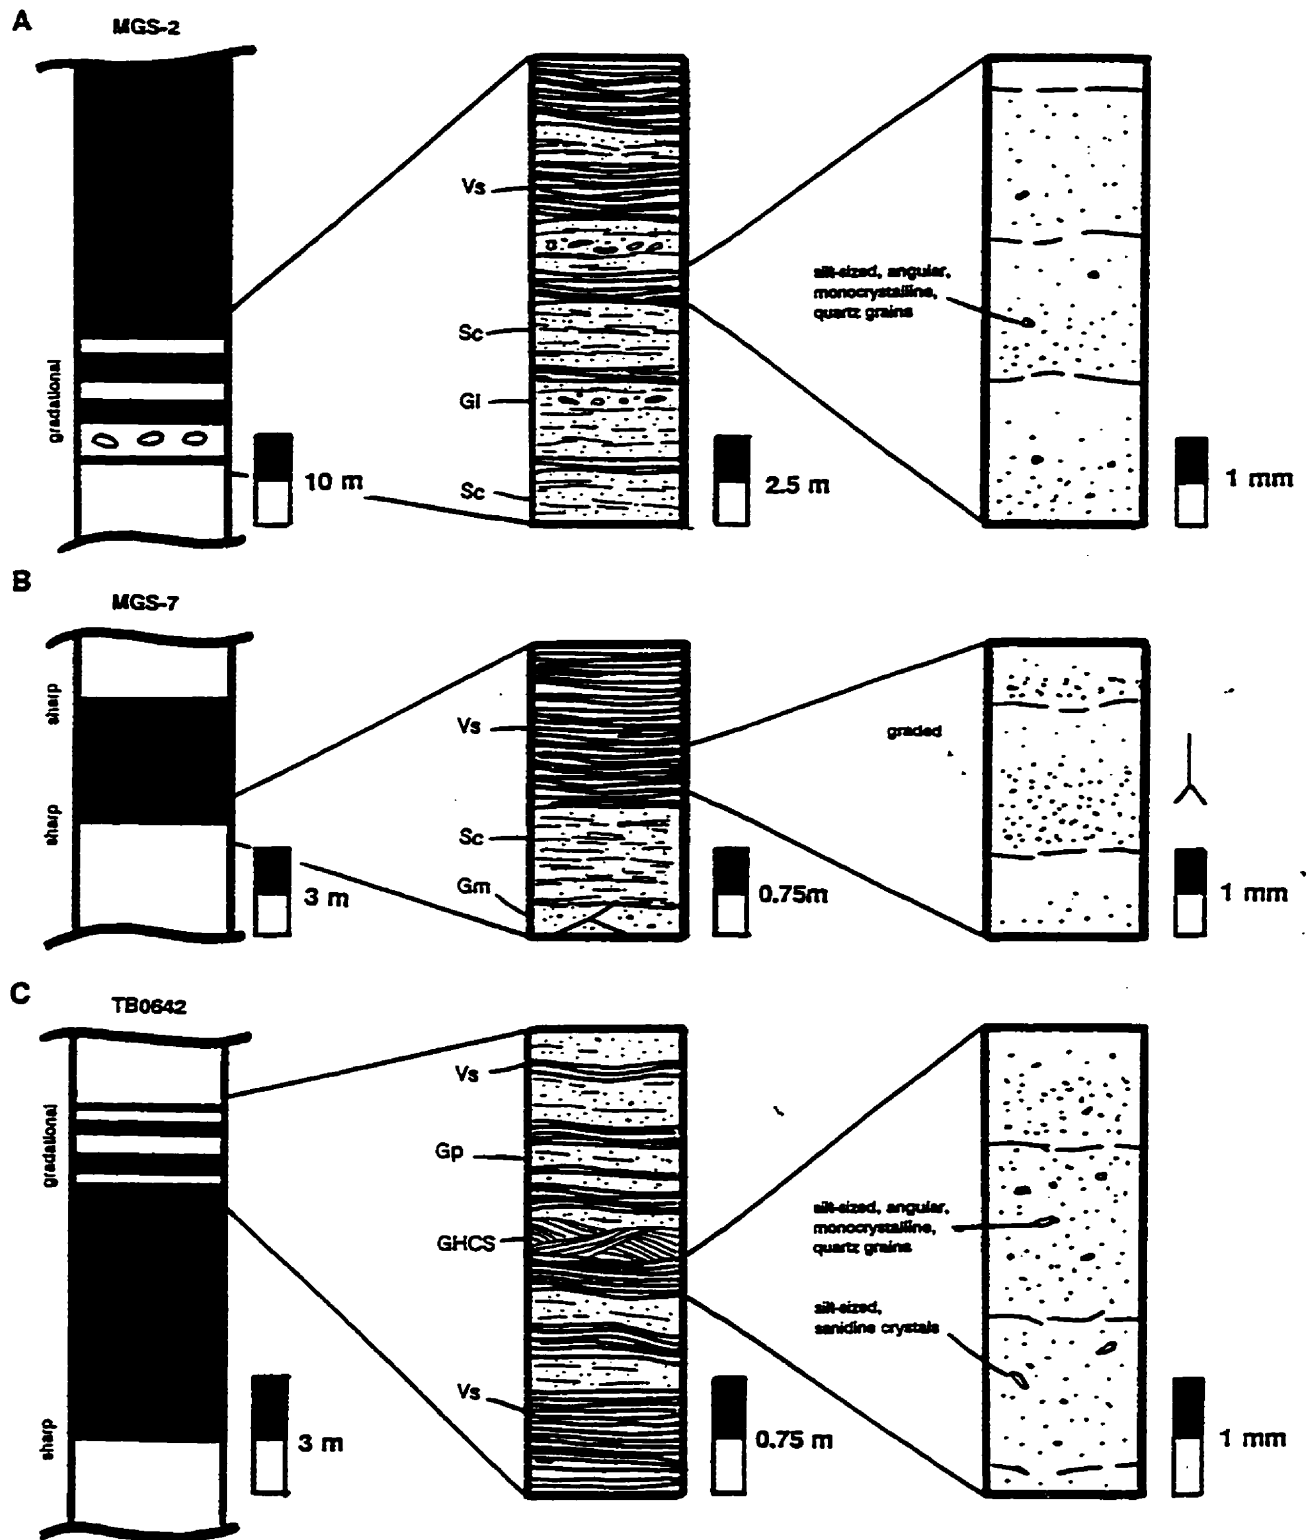 A
MGS-2
gradational
10 m
Vs
Sc
Gl
Sc
2.5 m
silt-sized, angular,
monocrystalline,
quartz grains
1 mm
B
MGS-7
sharp
sharp
3 m
Vs
Sc
Gm
0.75m
graded
1 mm
C
TB0642
gradational
sharp
3 m
Vs
Gp
GHCS
Vs
0.75 m
silt-sized, angular,
monocrystalline,
quartz grains
silt-sized,
sanidine crystals
1 mm